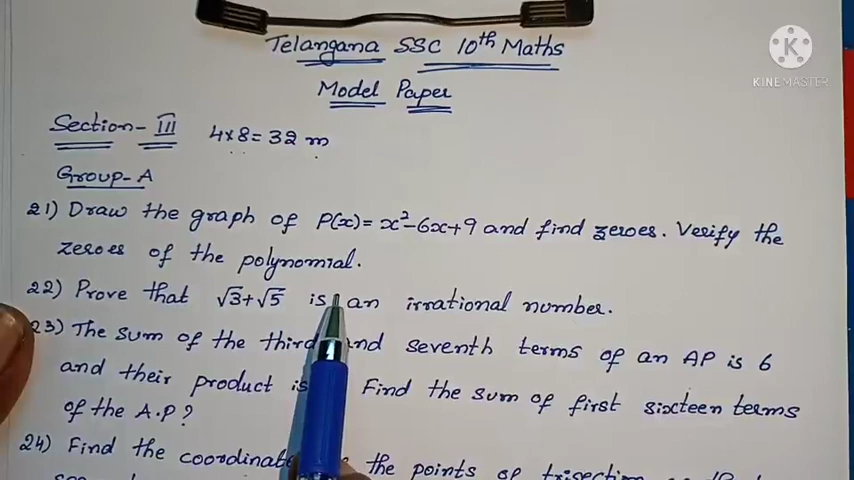 Telangana SSC 10th Maths
Model Paper
KINEMASTER
Section-III 4×8=32 m
Group-A
21) Draw the graph of P(x)= x²-6x+9 and find zeroes. Verify the
zeroes of the polynomial.
22) Prove that √3+√5 is an irrational number.
23) The sum of the third and seventh terms of an AP is 6
and their product is Find the sum of first sixteen terms
of the A.P?
24) Find the coordinate the points of trisection